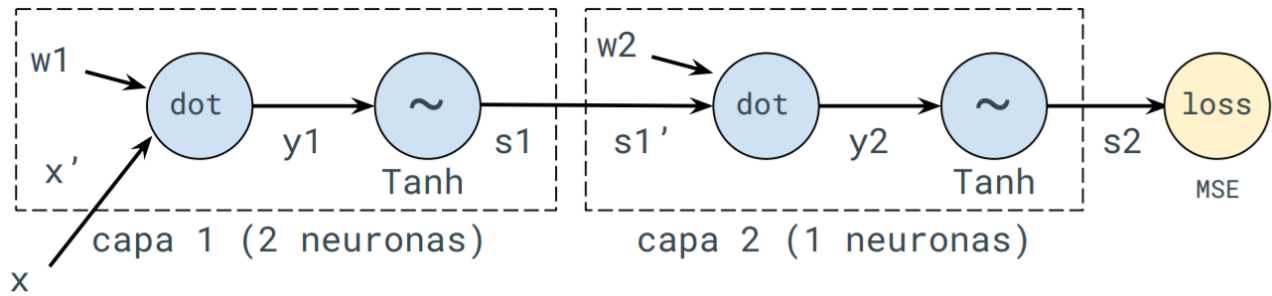 w1
dot
~
w2
dot
~
loss
x’
y1
Tanh
s1
s1’
y2
Tanh
s2
MSE
capa 1 (2 neuronas)
capa 2 (1 neuronas)
x